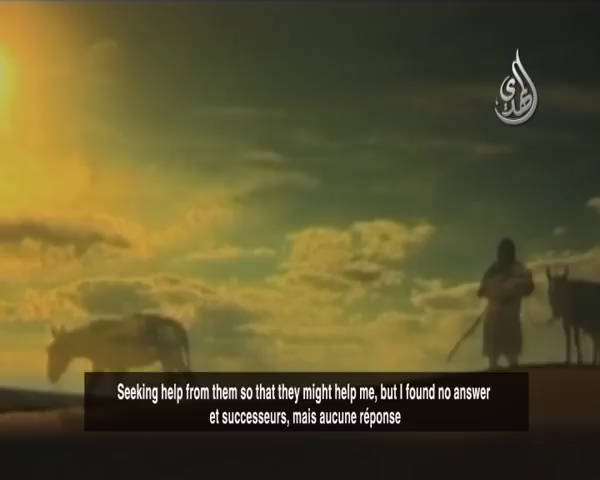 الهدى
Seeking help from them so that they might help me, but I found no answer
et successeurs, mais aucune réponse